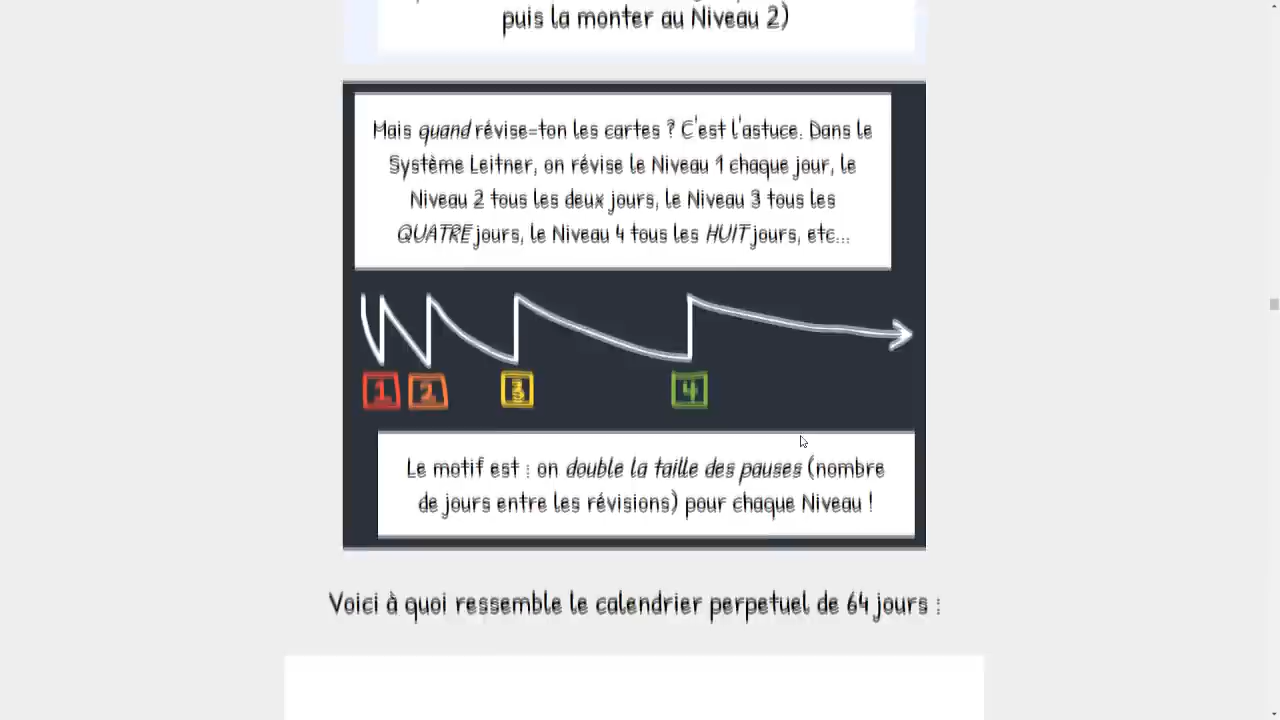 puis la monter au Niveau 2)
Mais quand révise-ton les cartes ? C'est l'astuce. Dans le
Système Leitner, on révise le Niveau 1 chaque jour, le
Niveau 2 tous les deux jours, le Niveau 3 tous les
QUATRE jours, le Niveau 4 tous les HUIT jours, etc...
1 2 3 4
Le motif est : on double la taille des pauses (nombre
de jours entre les révisions) pour chaque Niveau !
Voici à quoi ressemble le calendrier perpetuel de 64 jours :